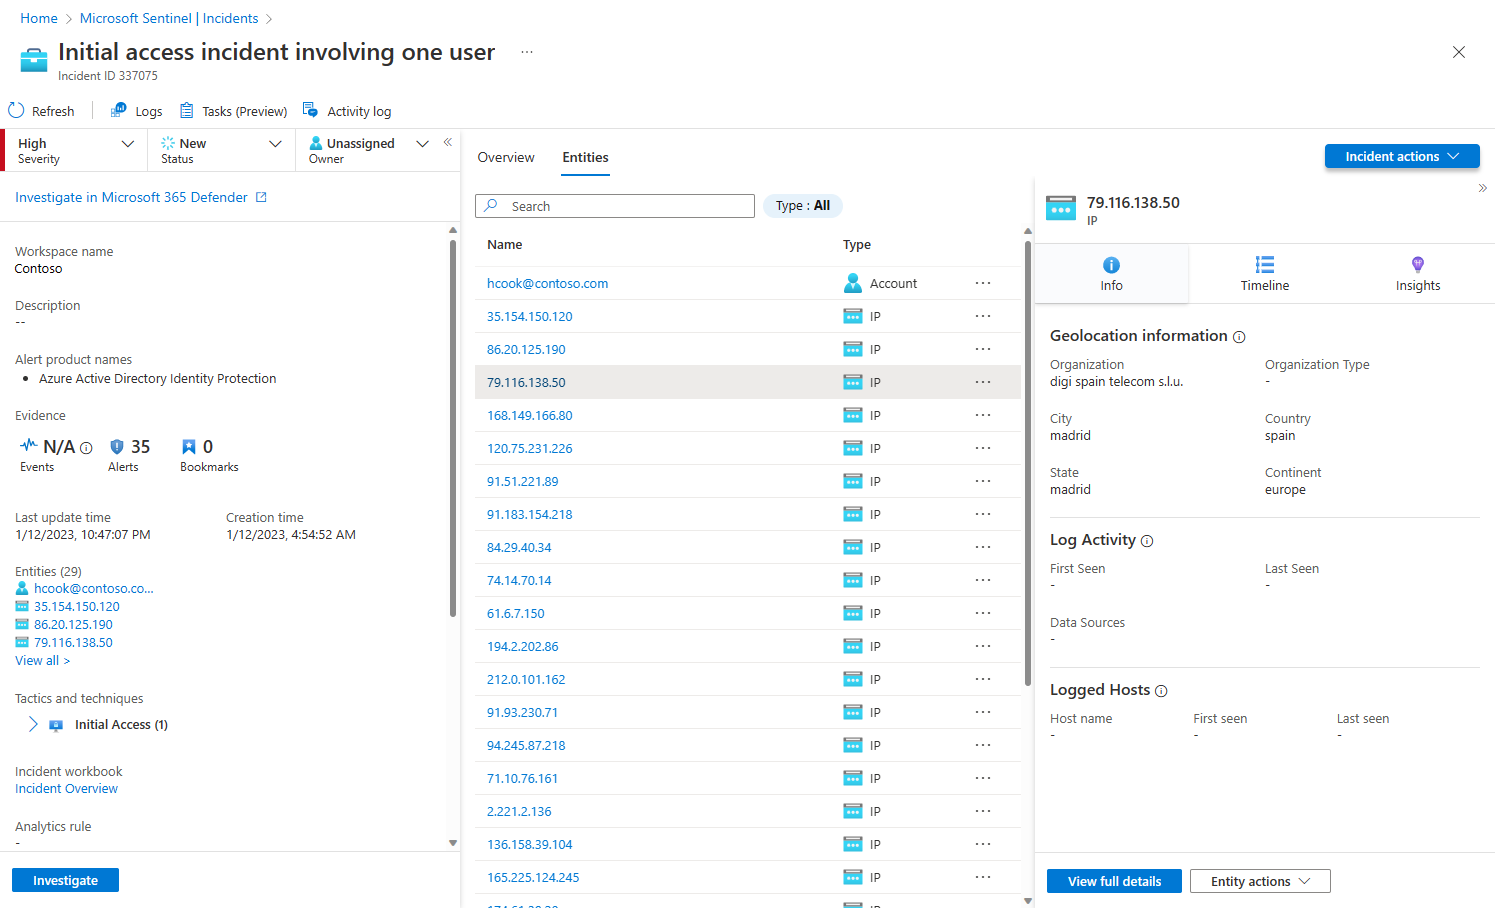 Home > Microsoft Sentinel | Incidents >
Initial access incident involving one user ...
Incident ID 337075
Refresh Logs Tasks (Preview) Activity log
High
Severity
New
Status
Unassigned
Owner
«
Investigate in Microsoft 365 Defender
Workspace name
Contoso
Description
--
Alert product names
• Azure Active Directory Identity Protection
Evidence
N/A 35 0
Events Alerts Bookmarks
Last update time Creation time
1/12/2023, 10:47:07 PM 1/12/2023, 4:54:52 AM
Entities (29)
hcook@contoso.co...
35.154.150.120
86.20.125.190
79.116.138.50
View all >
Tactics and techniques
Initial Access (1)
Incident workbook
Incident Overview
Analytics rule
-
Investigate
Overview Entities
Incident actions
Search
Type : All
Name Type
hcook@contoso.com Account ...
35.154.150.120 IP ...
86.20.125.190 IP ...
79.116.138.50 IP ...
168.149.166.80 IP ...
120.75.231.226 IP ...
91.51.221.89 IP ...
91.183.154.218 IP ...
84.29.40.34 IP ...
74.14.70.14 IP ...
61.6.7.150 IP ...
194.2.202.86 IP ...
212.0.101.162 IP ...
91.93.230.71 IP ...
94.245.87.218 IP ...
71.10.76.161 IP ...
2.221.2.136 IP ...
136.158.39.104 IP ...
165.225.124.245 IP ...
»
79.116.138.50
IP
Info Timeline Insights
Geolocation information
Organization Organization Type
digi spain telecom s.l.u. -
City Country
madrid spain
State Continent
madrid europe
Log Activity
First Seen Last Seen
- -
Data Sources
-
Logged Hosts
Host name First seen Last seen
- - -
View full details Entity actions